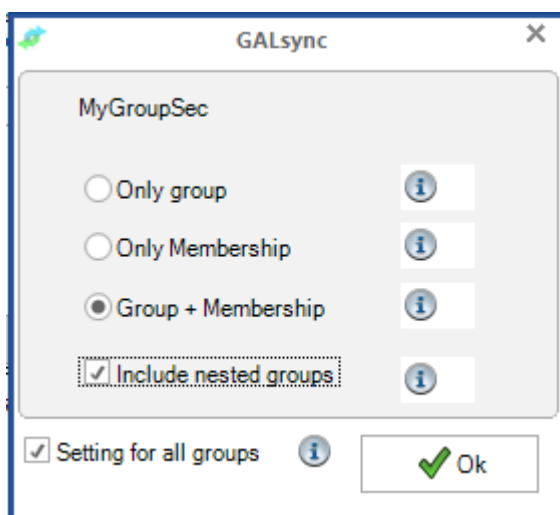 GALsync
MyGroupSec
Only group
Only Membership
Group + Membership
Include nested groups
Setting for all groups
Ok